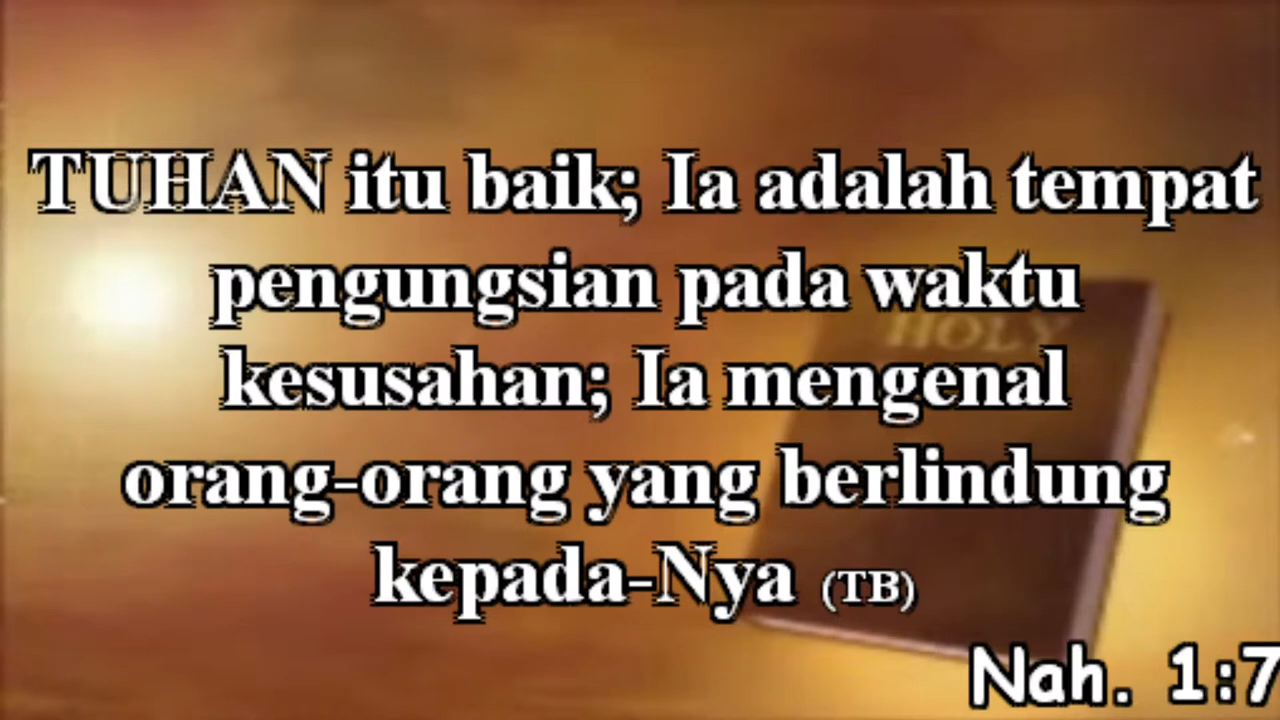 TUHAN itu baik; Ia adalah tempat
pengungsian pada waktu
HOLY
kesusahan; Ia mengenal
orang-orang yang berlindung
kepada-Nya (TB)
Nah. 1:7